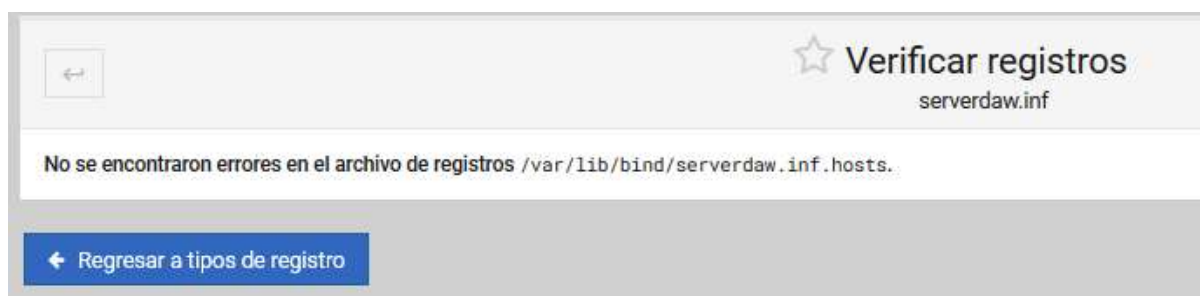 Verificar registros
serverdaw.inf
No se encontraron errores en el archivo de registros /var/lib/bind/serverdaw.inf.hosts.
Regresar a tipos de registro